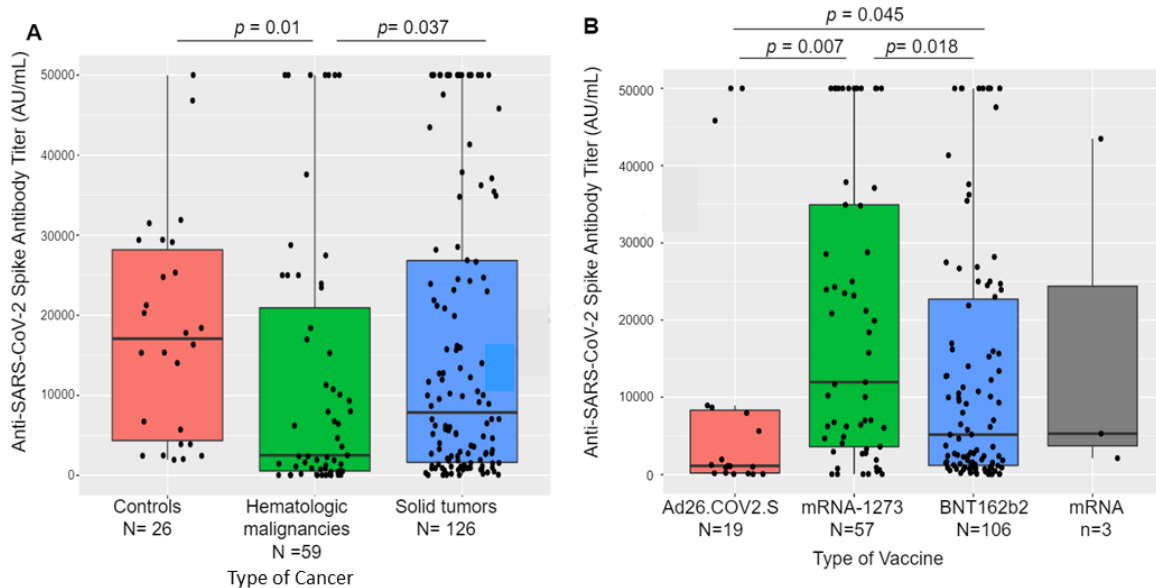 A
p = 0.01
p= 0.037
Anti-SARS-CoV-2 Spike Antibody Titer (AU/mL)
50000
40000
30000
20000
10000
0
Controls
N= 26
Hematologic
malignancies
N =59
Solid tumors
N= 126
Type of Cancer
B
p = 0.045
p = 0.007
p= 0.018
Anti-SARS-CoV-2 Spike Antibody Titer (AU/mL)
50000
40000
30000
20000
10000
0
Ad26.COV2.S
N=19
mRNA-1273
N=57
BNT162b2
N=106
mRNA
n=3
Type of Vaccine